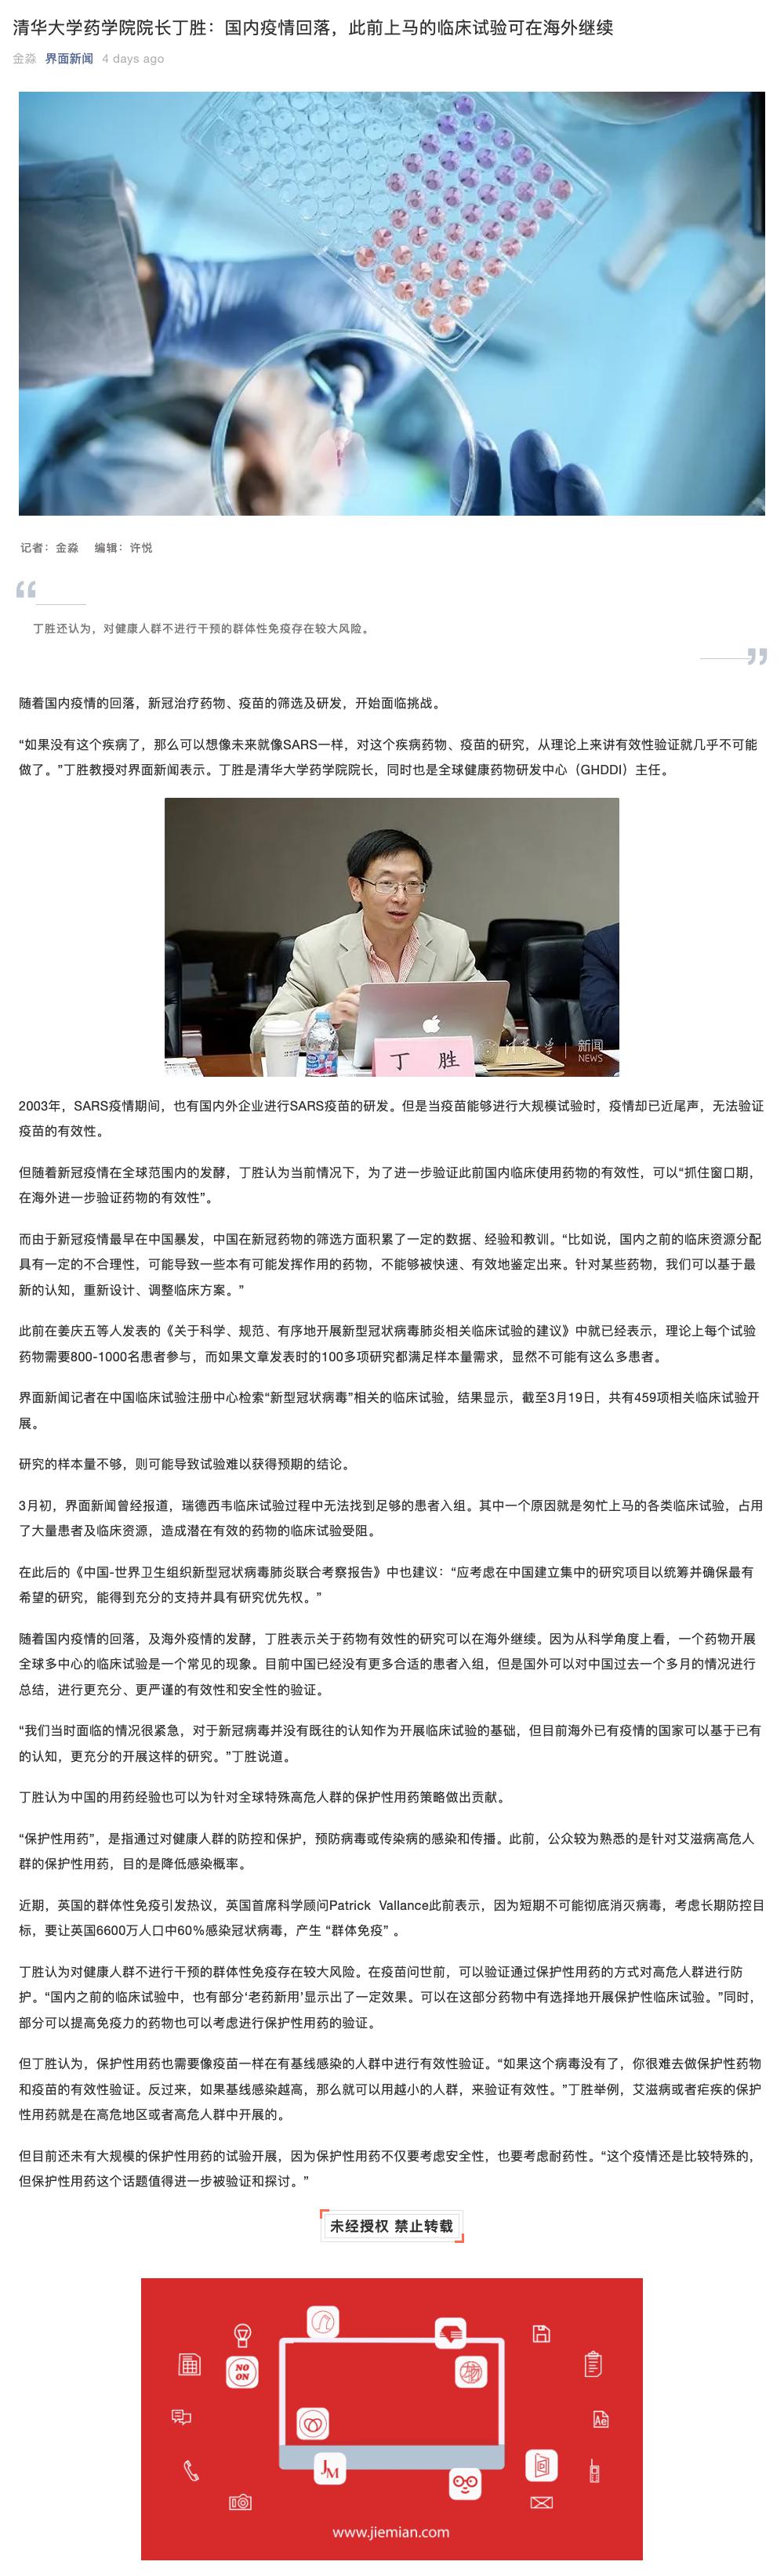 清华大学药学院院长丁胜：国内疫情回落，此前上马的临床试验可在海外继续
金淼 界面新闻 4 days ago
记者：金淼 编辑：许悦
“
丁胜还认为，对健康人群不进行干预的群体性免疫存在较大风险。
”
随着国内疫情的回落，新冠治疗药物、疫苗的筛选及研发，开始面临挑战。
“如果没有这个疾病了，那么可以想像未来就像SARS一样，对这个疾病药物、疫苗的研究，从理论上来讲有效性验证就几乎不可能
做了。”丁胜教授对界面新闻表示。丁胜是清华大学药学院院长，同时也是全球健康药物研发中心（GHDDI）主任。
丁 胜
清华大学 | 新闻
NEWS
2003年，SARS疫情期间，也有国内外企业进行SARS疫苗的研发。但是当疫苗能够进行大规模试验时，疫情却已近尾声，无法验证
疫苗的有效性。
但随着新冠疫情在全球范围内的发酵，丁胜认为当前情况下，为了进一步验证此前国内临床使用药物的有效性，可以“抓住窗口期，
在海外进一步验证药物的有效性”。
而由于新冠疫情最早在中国暴发，中国在新冠药物的筛选方面积累了一定的数据、经验和教训。“比如说，国内之前的临床资源分配
具有一定的不合理性，可能导致一些本有可能发挥作用的药物，不能够被快速、有效地鉴定出来。针对某些药物，我们可以基于最
新的认知，重新设计、调整临床方案。”
此前在姜庆五等人发表的《关于科学、规范、有序地开展新型冠状病毒肺炎相关临床试验的建议》中就已经表示，理论上每个试验
药物需要800-1000名患者参与，而如果文章发表时的100多项研究都满足样本量需求，显然不可能有这么多患者。
界面新闻记者在中国临床试验注册中心检索“新型冠状病毒”相关的临床试验，结果显示，截至3月19日，共有459项相关临床试验开
展。
研究的样本量不够，则可能导致试验难以获得预期的结论。
3月初，界面新闻曾经报道，瑞德西韦临床试验过程中无法找到足够的患者入组。其中一个原因就是匆忙上马的各类临床试验，占用
了大量患者及临床资源，造成潜在有效的药物的临床试验受阻。
在此后的《中国-世界卫生组织新型冠状病毒肺炎联合考察报告》中也建议：“应考虑在中国建立集中的研究项目以统筹并确保最有
希望的研究，能得到充分的支持并具有研究优先权。”
随着国内疫情的回落，及海外疫情的发酵，丁胜表示关于药物有效性的研究可以在海外继续。因为从科学角度上看，一个药物开展
全球多中心的临床试验是一个常见的现象。目前中国已经没有更多合适的患者入组，但是国外可以对中国过去一个多月的情况进行
总结，进行更充分、更严谨的有效性和安全性的验证。
“我们当时面临的情况很紧急，对于新冠病毒并没有既往的认知作为开展临床试验的基础，但目前海外已有疫情的国家可以基于已有
的认知，更充分的开展这样的研究。”丁胜说道。
丁胜认为中国的用药经验也可以为针对全球特殊高危人群的保护性用药策略做出贡献。
“保护性用药”，是指通过对健康人群的防控和保护，预防病毒或传染病的感染和传播。此前，公众较为熟悉的是针对艾滋病高危人
群的保护性用药，目的是降低感染概率。
近期，英国的群体性免疫引发热议，英国首席科学顾问Patrick Vallance此前表示，因为短期不可能彻底消灭病毒，考虑长期防控目
标，要让英国6600万人口中60%感染冠状病毒，产生 “群体免疫” 。
丁胜认为对健康人群不进行干预的群体性免疫存在较大风险。在疫苗问世前，可以验证通过保护性用药的方式对高危人群进行防
护。“国内之前的临床试验中，也有部分‘老药新用’显示出了一定效果。可以在这部分药物中有选择地开展保护性临床试验。”同时，
部分可以提高免疫力的药物也可以考虑进行保护性用药的验证。
但丁胜认为，保护性用药也需要像疫苗一样在有基线感染的人群中进行有效性验证。“如果这个病毒没有了，你很难去做保护性药物
和疫苗的有效性验证。反过来，如果基线感染越高，那么就可以用越小的人群，来验证有效性。”丁胜举例，艾滋病或者疟疾的保护
性用药就是在高危地区或者高危人群中开展的。
但目前还未有大规模的保护性用药的试验开展，因为保护性用药不仅要考虑安全性，也要考虑耐药性。“这个疫情还是比较特殊的，
但保护性用药这个话题值得进一步被验证和探讨。”
未经授权 禁止转载
NO
ON
Ae
JM
www.jiemian.com